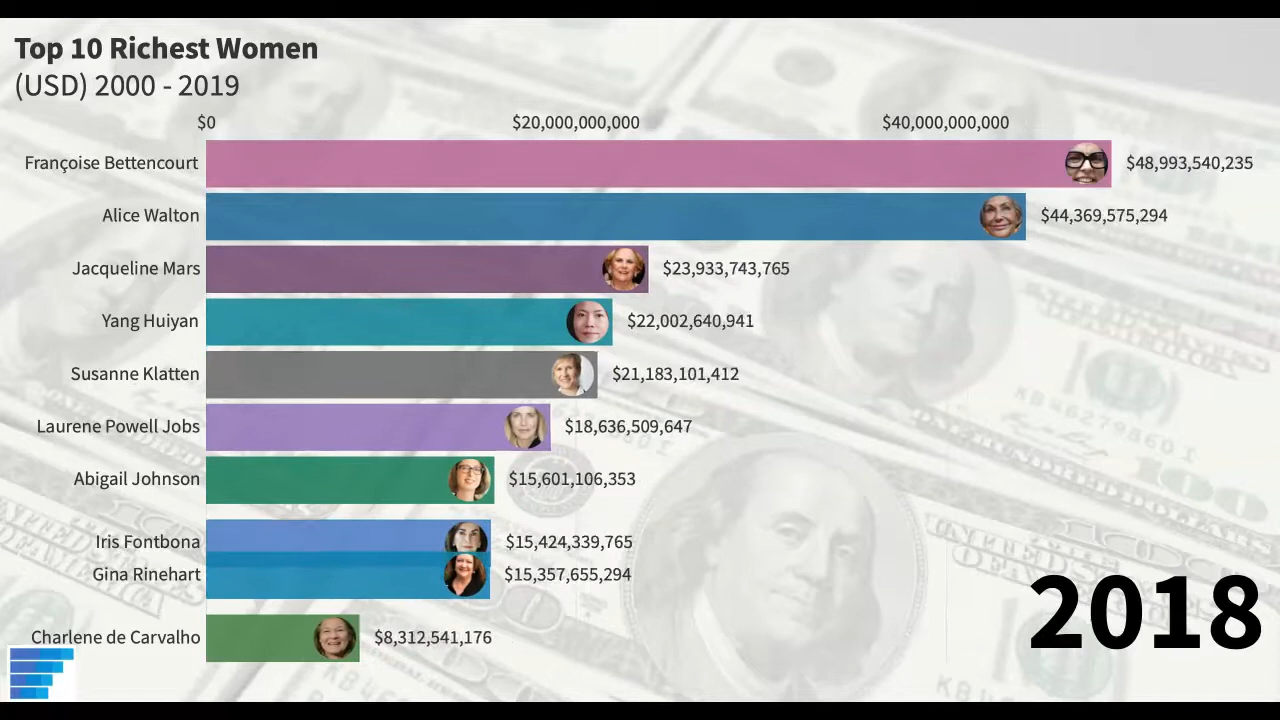 Top 10 Richest Women
(USD) 2000 - 2019
$0 $20,000,000,000 $40,000,000,000
Françoise Bettencourt $48,993,540,235
Alice Walton $44,369,575,294
Jacqueline Mars $23,933,743,765
Yang Huiyan $22,002,640,941
Susanne Klatten $21,183,101,412
Laurene Powell Jobs $18,636,509,647
Abigail Johnson $15,601,106,353
Iris Fontbona $15,424,339,765
Gina Rinehart $15,357,655,294
Charlene de Carvalho $8,312,541,176
2018